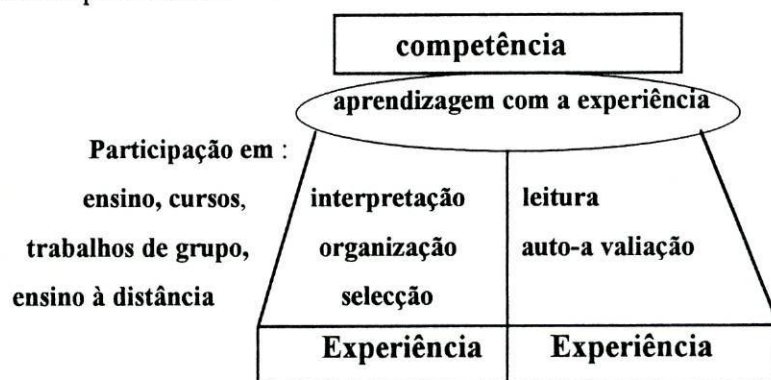 competência
aprendizagem com a experiência
Participação em :
ensino, cursos,
trabalhos de grupo,
ensino à distância
interpretação
organização
selecção
leitura
auto-a valiação
Experiência
Experiência